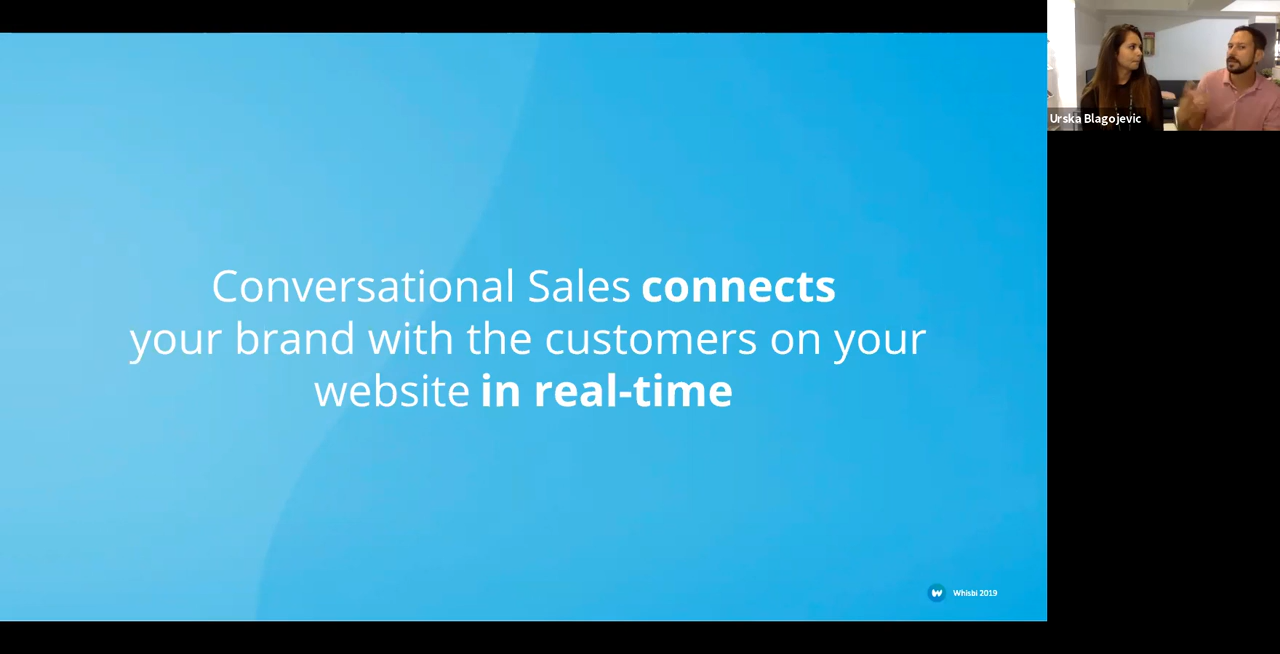 Conversational Sales connects
your brand with the customers on your
website in real-time
Whisbi 2019
Urska Blagojevic